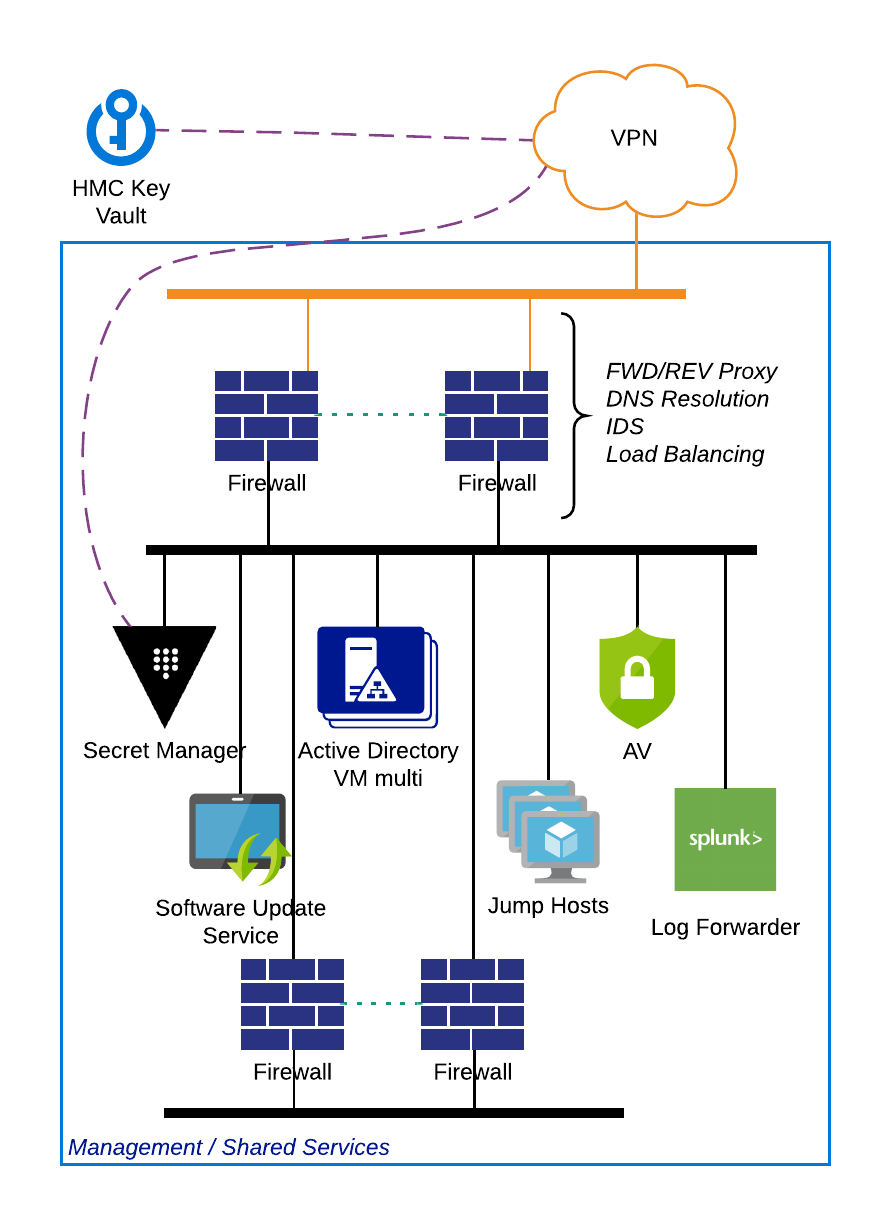 VPN
HMC Key
Vault
FWD/REV Proxy
DNS Resolution
IDS
Load Balancing
Firewall
Firewall
Secret Manager
Active Directory
VM multi
AV
splunk>
Software Update
Service
Jump Hosts
Log Forwarder
Firewall
Firewall
Management / Shared Services